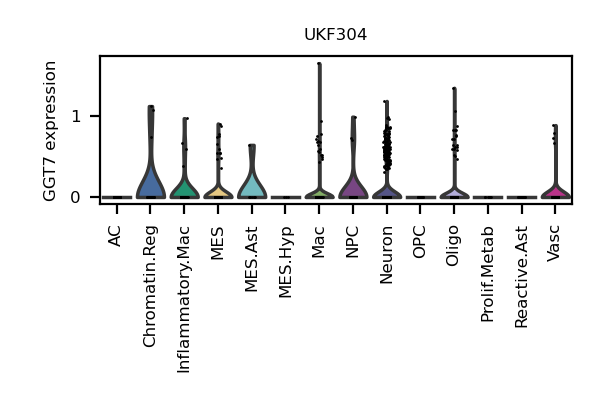 UKF304
GGT7 expression
1
0
AC
Chromatin.Reg
Inflammatory.Mac
MES
MES.Ast
MES.Hyp
Mac
NPC
Neuron
OPC
Oligo
Prolif.Metab
Reactive.Ast
Vasc